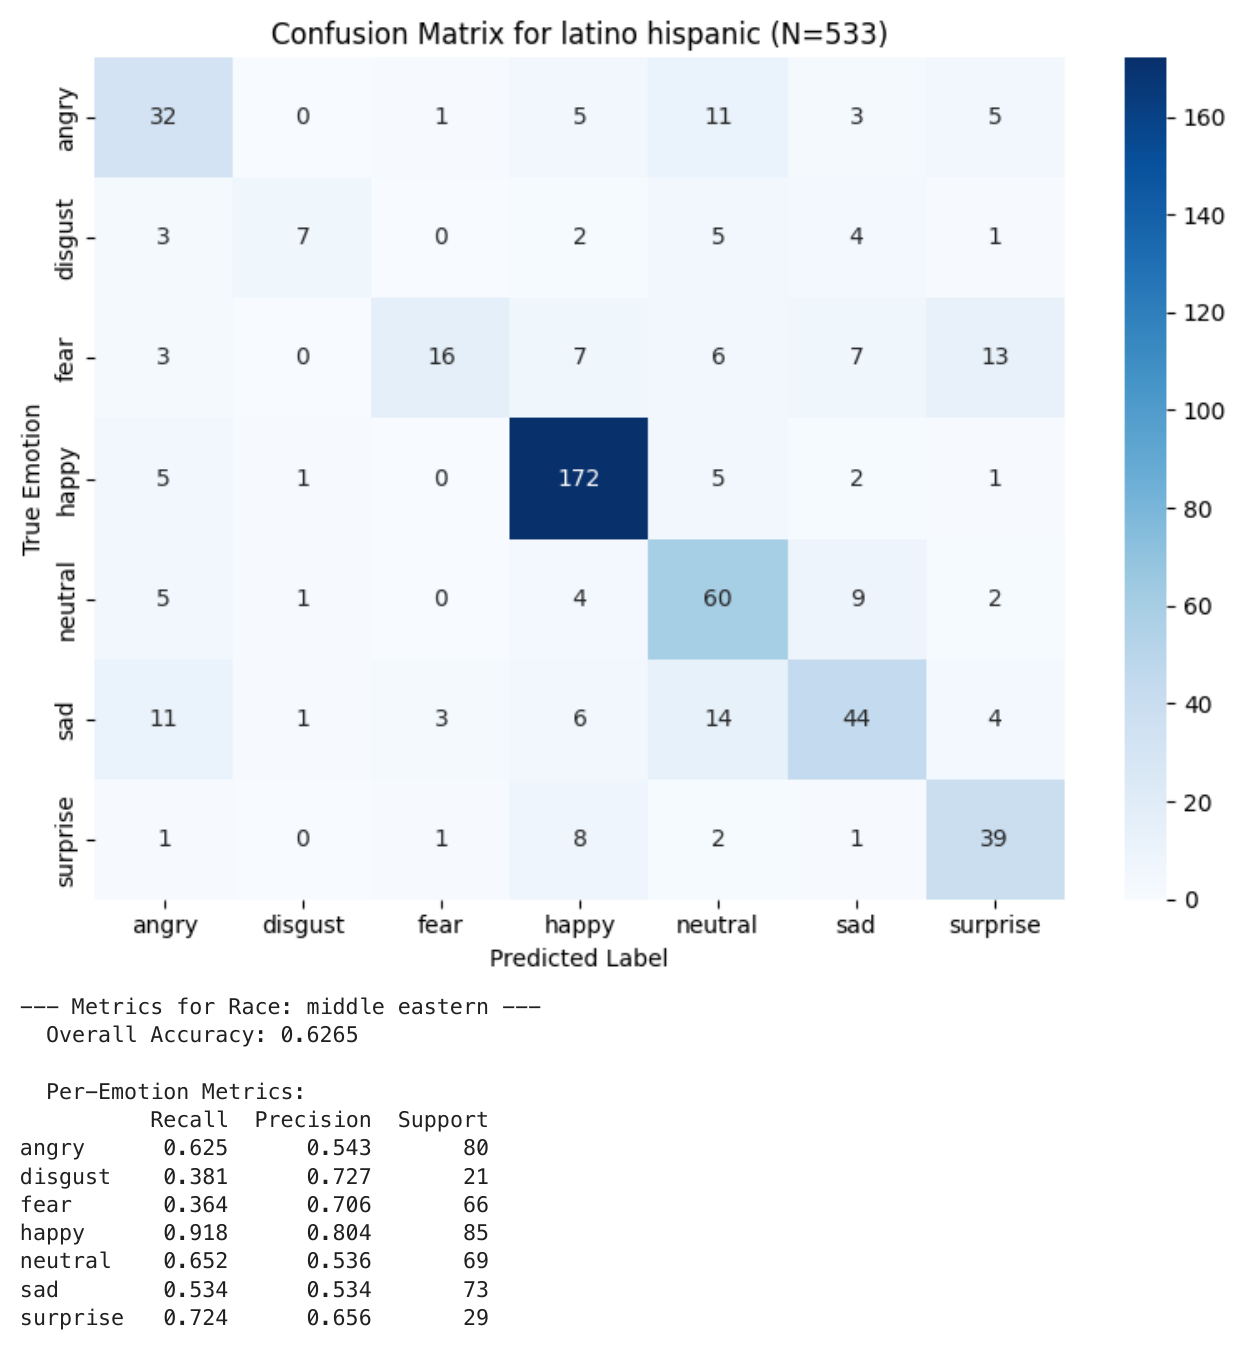 Confusion Matrix for latino hispanic (N=533)
True Emotion
angry 32 0 1 5 11 3 5
disgust 3 7 0 2 5 4 1
fear 3 0 16 7 6 7 13
happy 5 1 0 172 5 2 1
neutral 5 1 0 4 60 9 2
sad 11 1 3 6 14 44 4
surprise 1 0 1 8 2 1 39
angry disgust fear happy neutral sad surprise
Predicted Label
160
140
120
100
80
60
40
20
0
--- Metrics for Race: middle eastern ---
Overall Accuracy: 0.6265
Per-Emotion Metrics:
Recall Precision Support
angry 0.625 0.543 80
disgust 0.381 0.727 21
fear 0.364 0.706 66
happy 0.918 0.804 85
neutral 0.652 0.536 69
sad 0.534 0.534 73
surprise 0.724 0.656 29